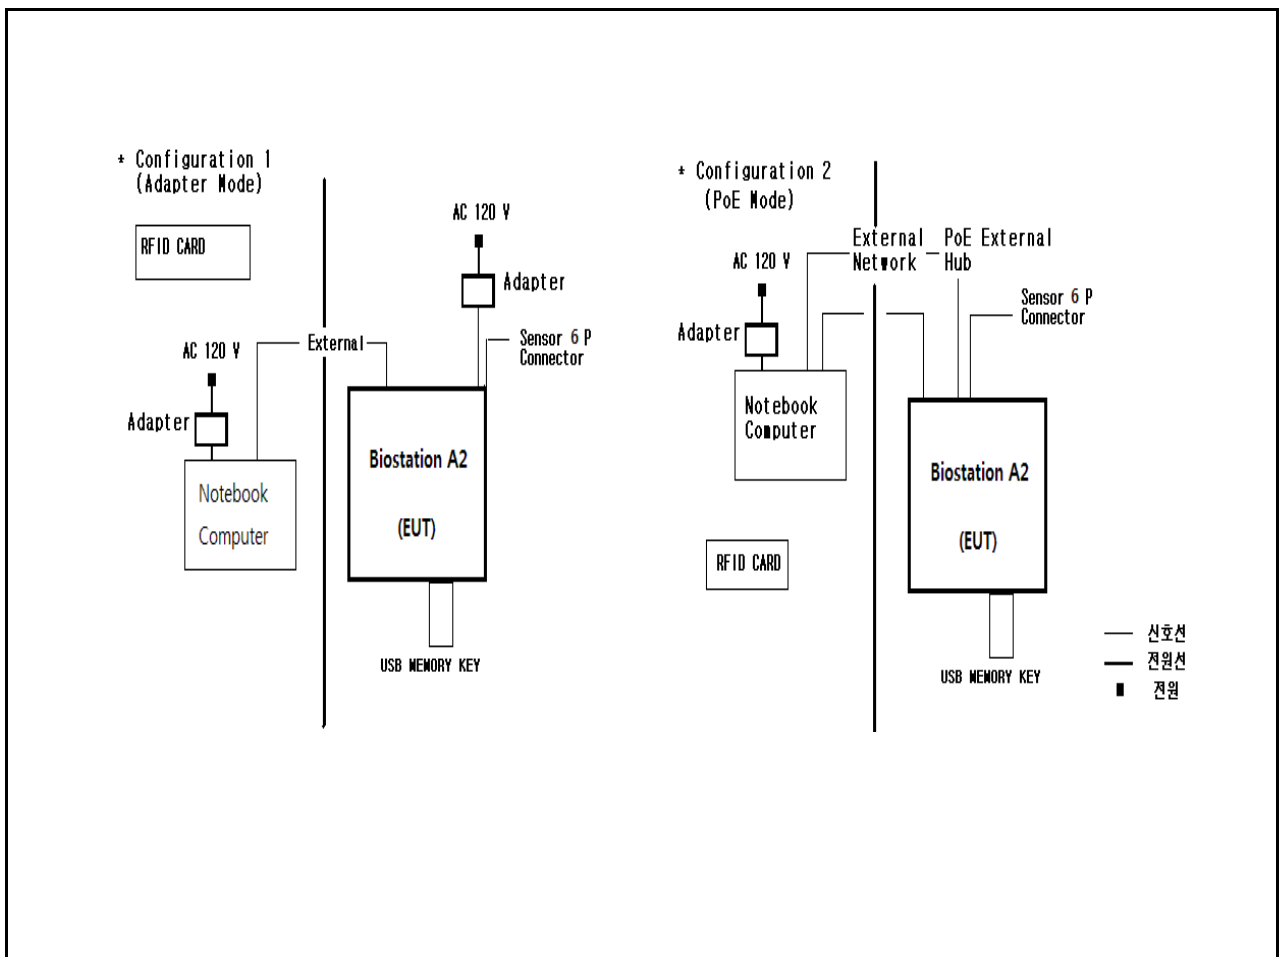 * Configuration 1
(Adapter Mode)
RFID CARD
AC 120 V
Adapter
External
Sensor 6 P
Connector
AC 120 V
Adapter
Notebook
Computer
Biostation A2
(EUT)
USB MEMORY KEY
* Configuration 2
(PoE Mode)
External
Network
PoE External
Hub
AC 120 V
Adapter
Sensor 6 P
Connector
Notebook
Computer
Biostation A2
(EUT)
RFID CARD
USB MEMORY KEY
신호선
전원선
전원